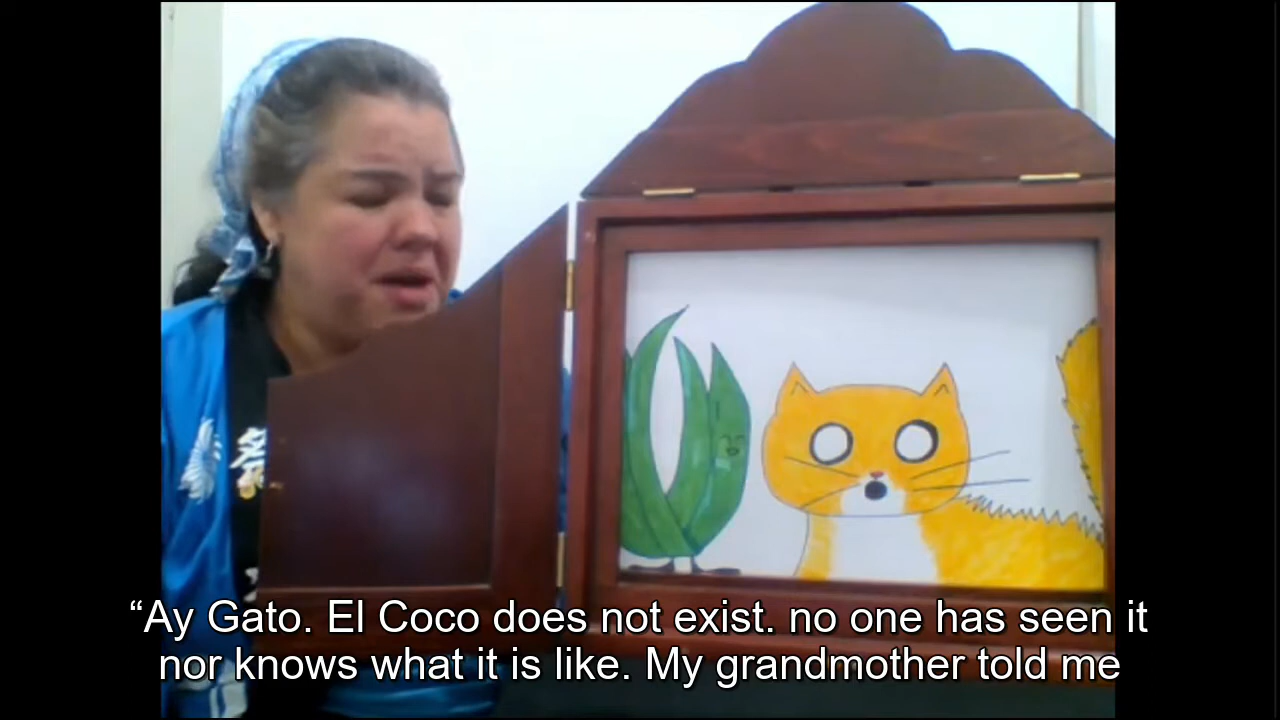 “Ay Gato. El Coco does not exist. no one has seen it
nor knows what it is like. My grandmother told me